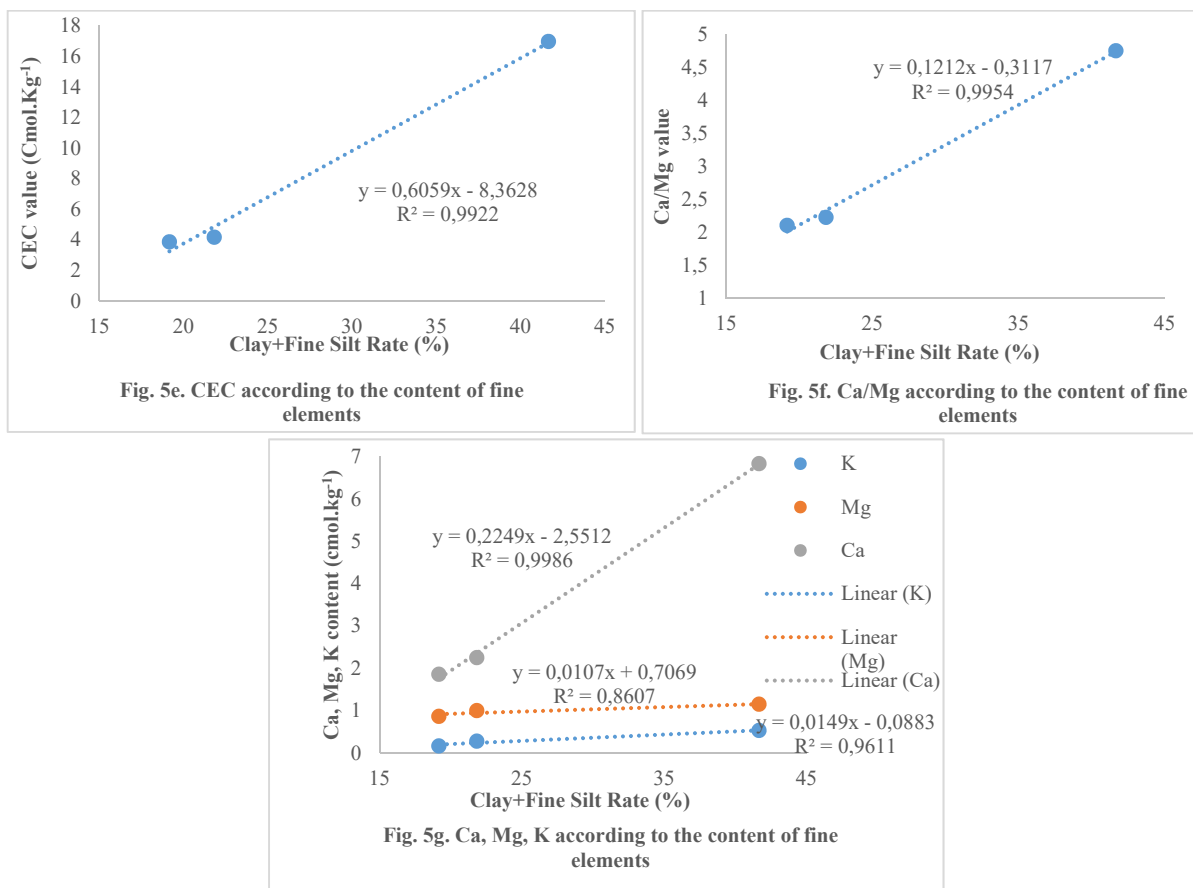 CEC value (Cmol.Kg-1)
18
16
14
12
10
8
6
4
2
0
y = 0,6059x - 8,3628
R² = 0,9922
15 20 25 30 35 40 45
Clay+Fine Silt Rate (%)
Fig. 5e. CEC according to the content of fine
elements
Ca/Mg value
5
4,5
4
3,5
3
2,5
2
1,5
1
y = 0,1212x - 0,3117
R² = 0,9954
15 25 35 45
Clay+Fine Silt Rate (%)
Fig. 5f. Ca/Mg according to the content of fine
elements
Ca, Mg, K content (cmol.kg-1)
7
6
5
4
3
2
1
0
y = 0,2249x - 2,5512
R² = 0,9986
y = 0,0107x + 0,7069
R² = 0,8607
y = 0,0149x - 0,0883
R² = 0,9611
K
Mg
Ca
Linear (K)
Linear
(Mg)
Linear (Ca)
15 25 35 45
Clay+Fine Silt Rate (%)
Fig. 5g. Ca, Mg, K according to the content of fine
elements